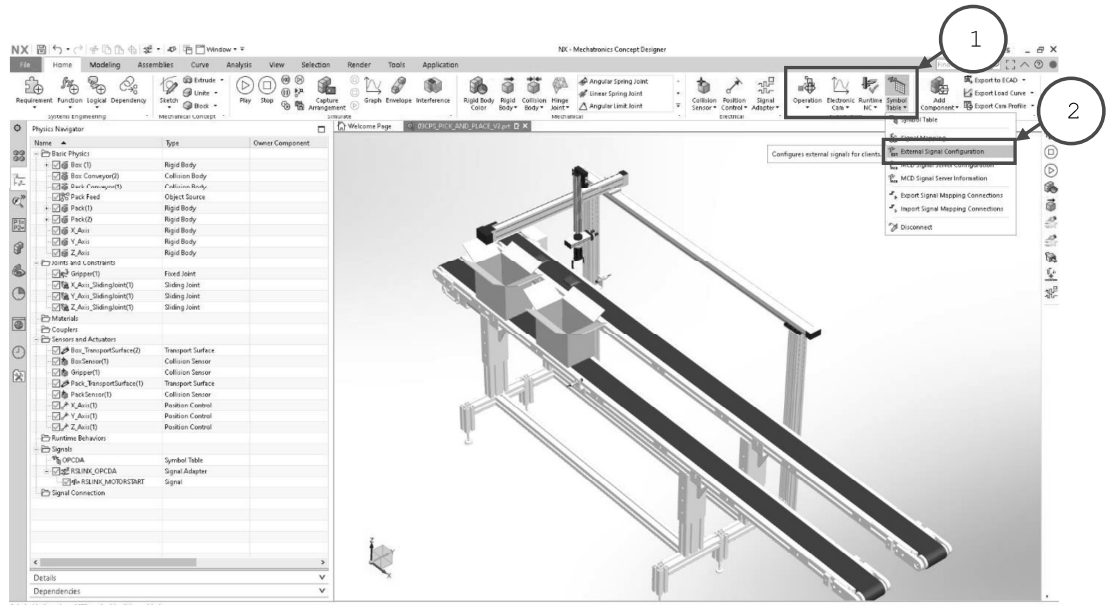 1
NX Window NX - Mechatronics Concept Designer
File Home Modeling Assemblies Curve Analysis View Selection Render Tools Application
Requirement Function Logical Dependency Sketch Extrude Unite Block Play Stop Capture Arrangement Graph Envelope Interference Rigid Body Color Rigid Body Collision Body Hinge Joint Angular Spring Joint Linear Spring Joint Angular Limit Joint Collision Sensor Position Control Signal Adapter Operation Electronic Cam Runtime NC Symbol Table Add Component Export to ECAD Export Load Curve Export Cam Profile
Systems Engineering Mechanical Concept Simulate Mechanical Electrical
2
Physics Navigator
Welcome Page
Symbol Table
Signal Mapping
External Signal Configuration
Configures external signals for clients.
MCD Signal Server Configuration
MCD Signal Server Information
Export Signal Mapping Connections
Import Signal Mapping Connections
Disconnect
Name Type Owner Component
Basic Physics
Box (1) Rigid Body
Box Conveyor(2) Collision Body
Pack Conveyor(1) Collision Body
Pack Feed Object Source
Pack(1) Rigid Body
Pack(2) Rigid Body
X_Axis Rigid Body
Y_Axis Rigid Body
Z_Axis Rigid Body
Joints and Constraints
Gripper(1) Fixed Joint
X_Axis_SlidingJoint(1) Sliding Joint
Y_Axis_SlidingJoint(1) Sliding Joint
Z_Axis_SlidingJoint(1) Sliding Joint
Materials
Couplers
Sensors and Actuators
Box_TransportSurface(2) Transport Surface
BoxSensor(1) Collision Sensor
Gripper(1) Collision Sensor
Pack_TransportSurface(1) Transport Surface
PackSensor(1) Collision Sensor
X_Axis(1) Position Control
Y_Axis(1) Position Control
Z_Axis(1) Position Control
Runtime Behaviors
Signals
OPCDA Symbol Table
RSLINX_OPCDA Signal Adapter
RSLINX_MOTORSTART Signal
Signal Connection
Z
X
Details
Dependencies